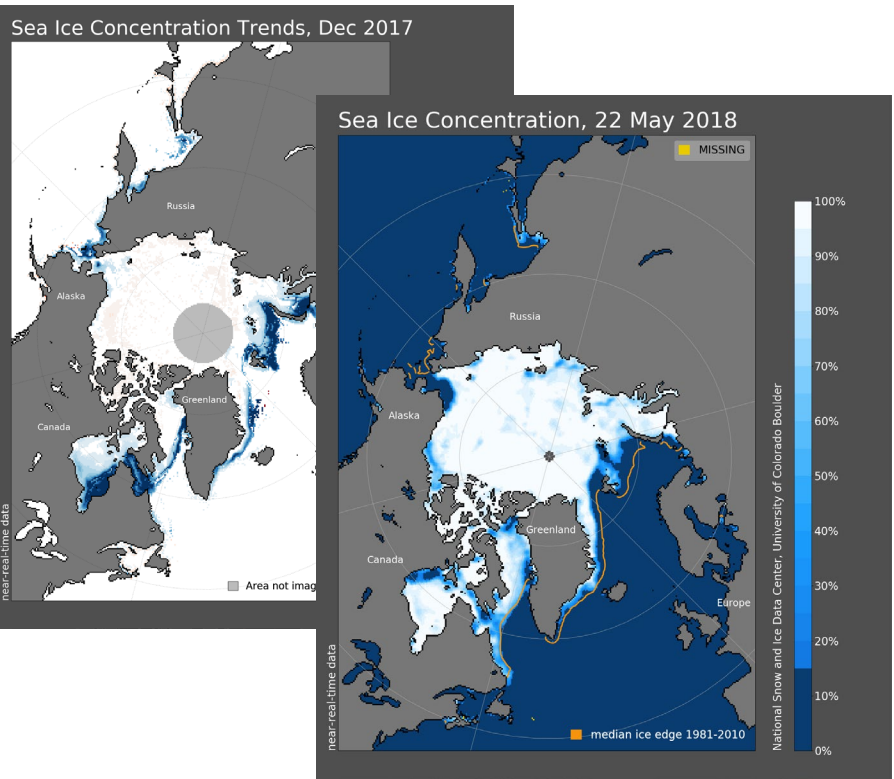 Sea Ice Concentration Trends, Dec 2017
Russia
Alaska
Greenland
Canada
near-real-time data
Area not imag
Sea Ice Concentration, 22 May 2018
MISSING
Russia
Alaska
Greenland
Canada
Europe
near-real-time data
median ice edge 1981-2010
National Snow and Ice Data Center, University of Colorado Boulder
100%
90%
80%
70%
60%
50%
40%
30%
20%
10%
0%